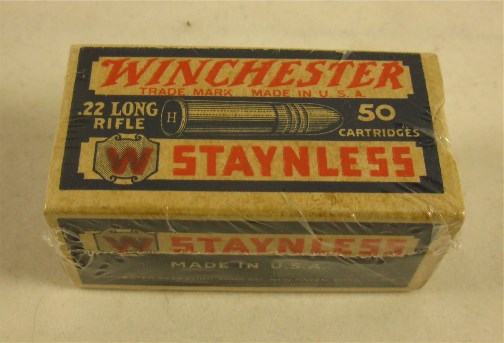 WINCHESTER
TRADE MARK MADE IN U.S.A.
.22 LONG RIFLE
H
50 CARTRIDGES
W STAYNLESS
W STAYNLESS
MADE IN U.S.A.